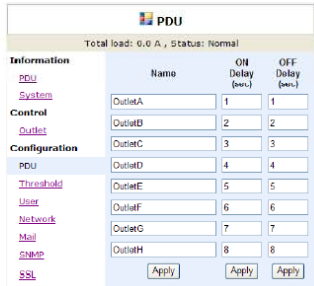 PDU
Total load: 0.0 A , Status: Normal
Information
PDU
System
Control
Outlet
Configuration
PDU
Threshold
User
Network
Mail
SNMP
SSL
Name ON Delay (sec.) OFF Delay (sec.)
OutletA 1 1
OutletB 2 2
OutletC 3 3
OutletD 4 4
OutletE 5 5
OutletF 6 6
OutletG 7 7
OutletH 8 8
Apply Apply Apply